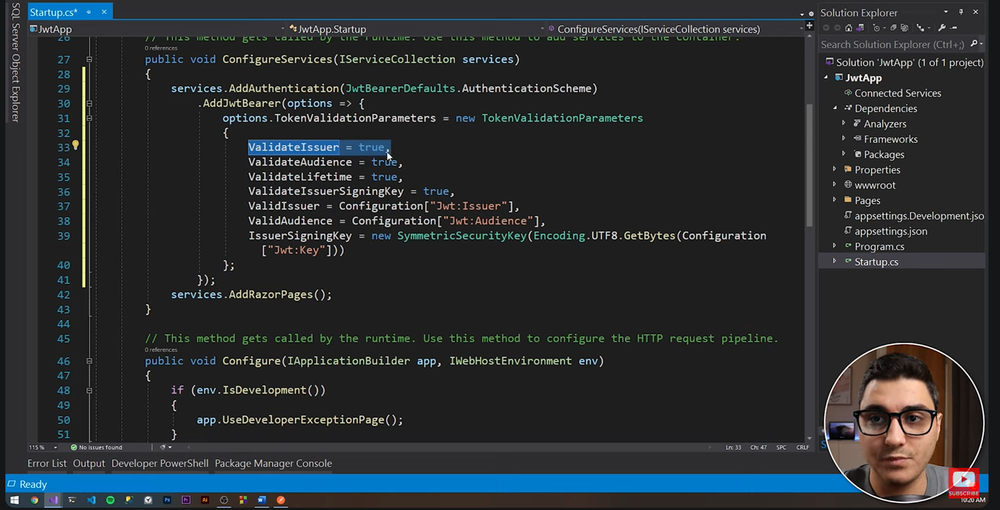 SQL Server Object Explorer
Startup.cs*
JwtApp
JwtApp.Startup
ConfigureServices(IServiceCollection services)
26 // This method gets called by the runtime. Use this method to add services to the container.
0 references
27 public void ConfigureServices(IServiceCollection services)
28 {
29 services.AddAuthentication(JwtBearerDefaults.AuthenticationScheme)
30 .AddJwtBearer(options => {
31 options.TokenValidationParameters = new TokenValidationParameters
32 {
33 ValidateIssuer = true,
34 ValidateAudience = true,
35 ValidateLifetime = true,
36 ValidateIssuerSigningKey = true,
37 ValidIssuer = Configuration["Jwt:Issuer"],
38 ValidAudience = Configuration["Jwt:Audience"],
39 IssuerSigningKey = new SymmetricSecurityKey(Encoding.UTF8.GetBytes(Configuration
["Jwt:Key"]))
40 };
41 });
42 services.AddRazorPages();
43 }
44
45 // This method gets called by the runtime. Use this method to configure the HTTP request pipeline.
0 references
46 public void Configure(IApplicationBuilder app, IWebHostEnvironment env)
47 {
48 if (env.IsDevelopment())
49 {
50 app.UseDeveloperExceptionPage();
51 }
115 %
No issues found
Ln: 33 Ch: 47 SPC CRLF
Error List Output Developer PowerShell Package Manager Console
Ready
Solution Explorer
Search Solution Explorer (Ctrl+;)
Solution 'JwtApp' (1 of 1 project)
JwtApp
Connected Services
Dependencies
Analyzers
Frameworks
Packages
Properties
wwwroot
Pages
appsettings.Development.jso
appsettings.json
Program.cs
Startup.cs
SUBSCRIBE
10:20 AM